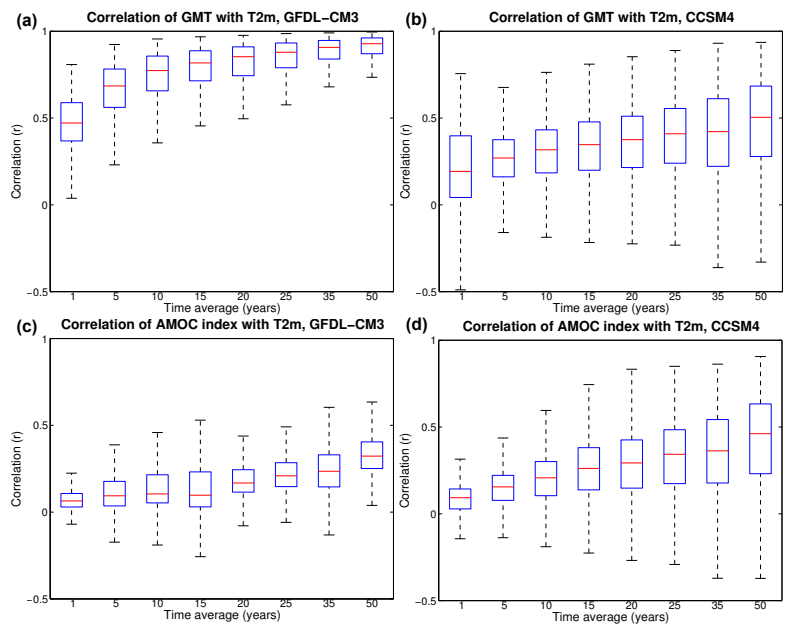 (a) Correlation of GMT with T2m, GFDL−CM3
1
0.5
0
−0.5
Correlation (r)
1 5 10 15 20 25 35 50
Time average (years)
(b) Correlation of GMT with T2m, CCSM4
1
0.5
0
−0.5
Correlation (r)
1 5 10 15 20 25 35 50
Time average (years)
(c) Correlation of AMOC index with T2m, GFDL−CM3
1
0.5
0
−0.5
Correlation (r)
1 5 10 15 20 25 35 50
Time average (years)
(d) Correlation of AMOC index with T2m, CCSM4
1
0.5
0
−0.5
Correlation (r)
1 5 10 15 20 25 35 50
Time average (years)